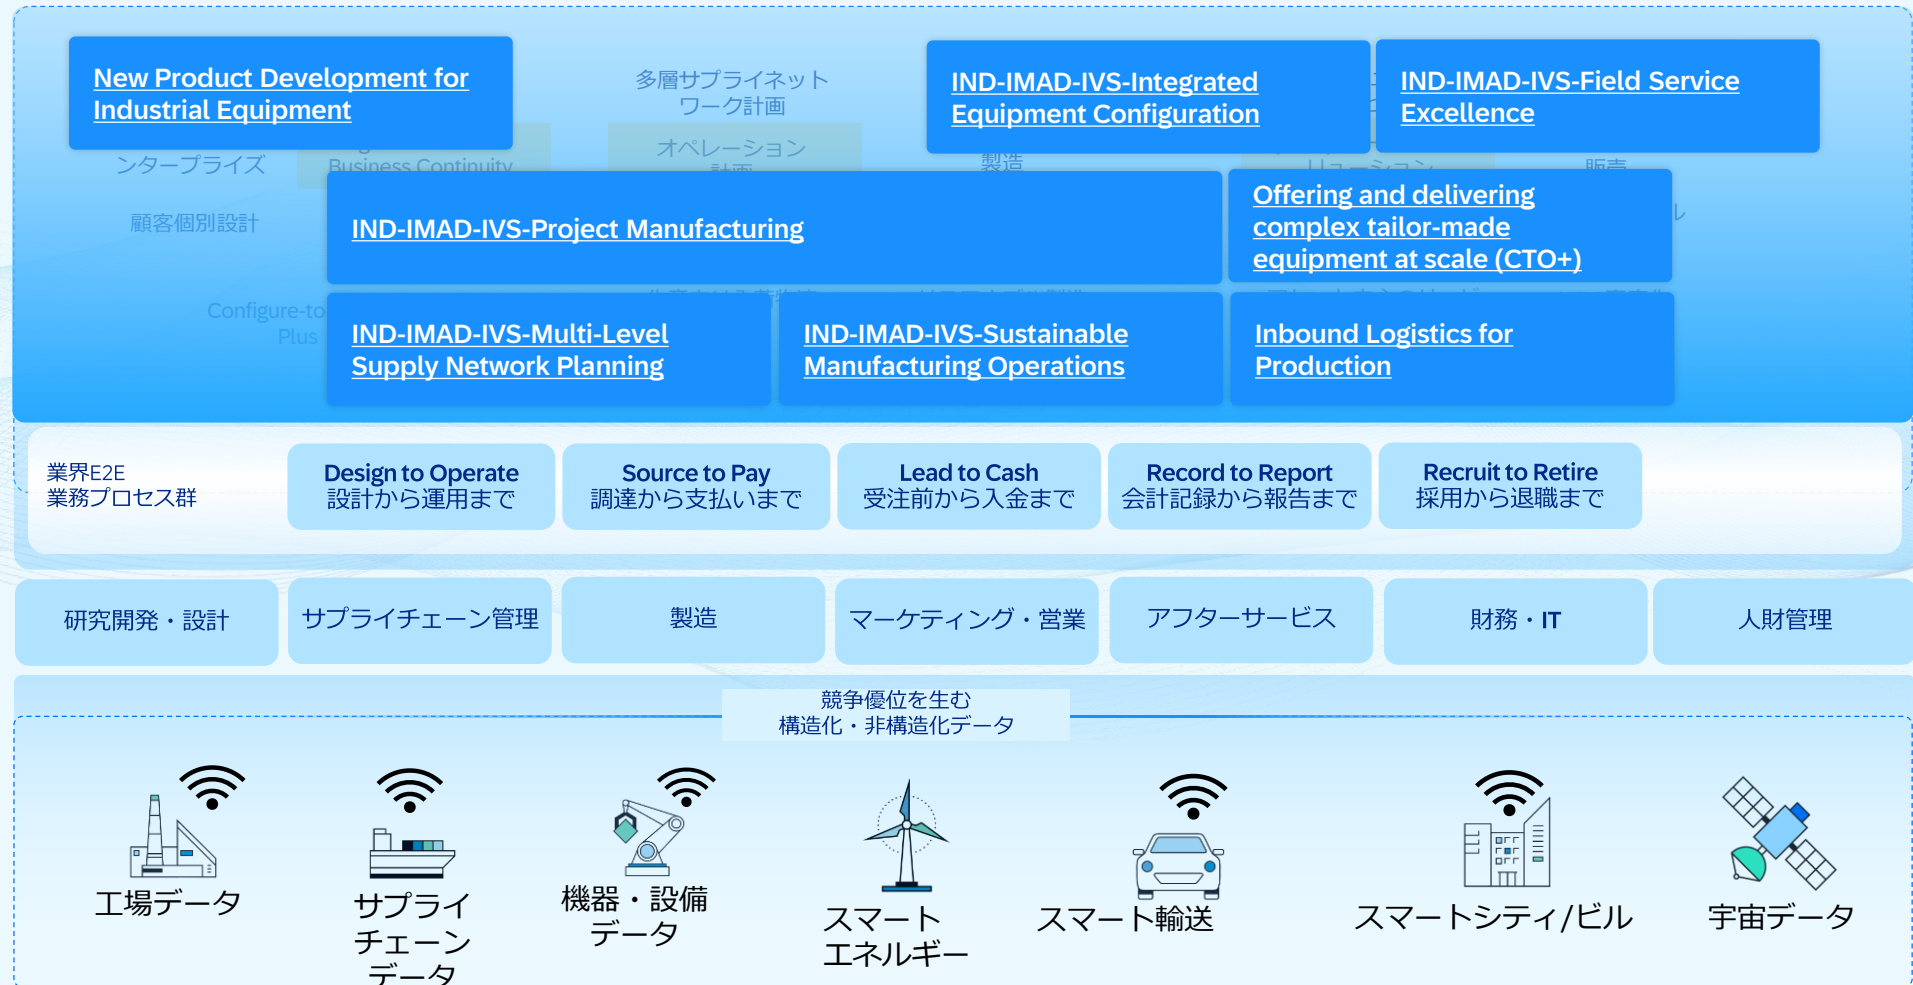 New Product Development for
Industrial Equipment
多層サプライネット
ワーク計画
IND-IMAD-IVS-Integrated
Equipment Configuration
IND-IMAD-IVS-Field Service
Excellence
ンタープライズ
Business Continuity
オペレーション
計画
製造
リューション
販売
顧客個別設計
IND-IMAD-IVS-Project Manufacturing
Offering and delivering
complex tailor-made
equipment at scale (CTO+)
ル
Configure-to
Plus
IND-IMAD-IVS-Multi-Level
Supply Network Planning
IND-IMAD-IVS-Sustainable
Manufacturing Operations
Inbound Logistics for
Production
業界E2E
業務プロセス群
Design to Operate
設計から運用まで
Source to Pay
調達から支払いまで
Lead to Cash
受注前から入金まで
Record to Report
会計記録から報告まで
Recruit to Retire
採用から退職まで
研究開発・設計
サプライチェーン管理
製造
マーケティング・営業
アフターサービス
財務・IT
人財管理
競争優位を生む
構造化・非構造化データ
工場データ
サプライ
チェーン
データ
機器・設備
データ
スマート
エネルギー
スマート輸送
スマートシティ/ビル
宇宙データ